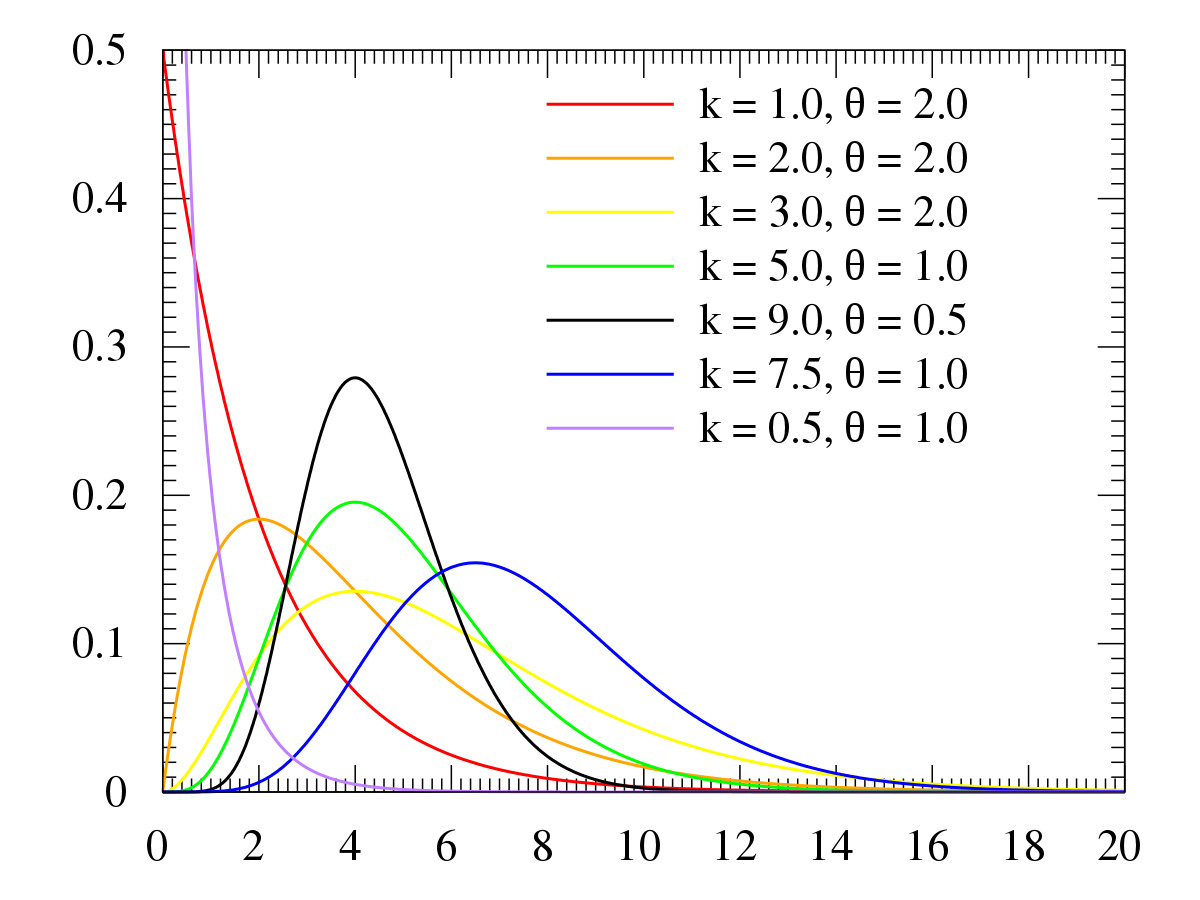 0.5
0.4
0.3
0.2
0.1
0
0 2 4 6 8 10 12 14 16 18 20
k = 1.0, θ = 2.0
k = 2.0, θ = 2.0
k = 3.0, θ = 2.0
k = 5.0, θ = 1.0
k = 9.0, θ = 0.5
k = 7.5, θ = 1.0
k = 0.5, θ = 1.0